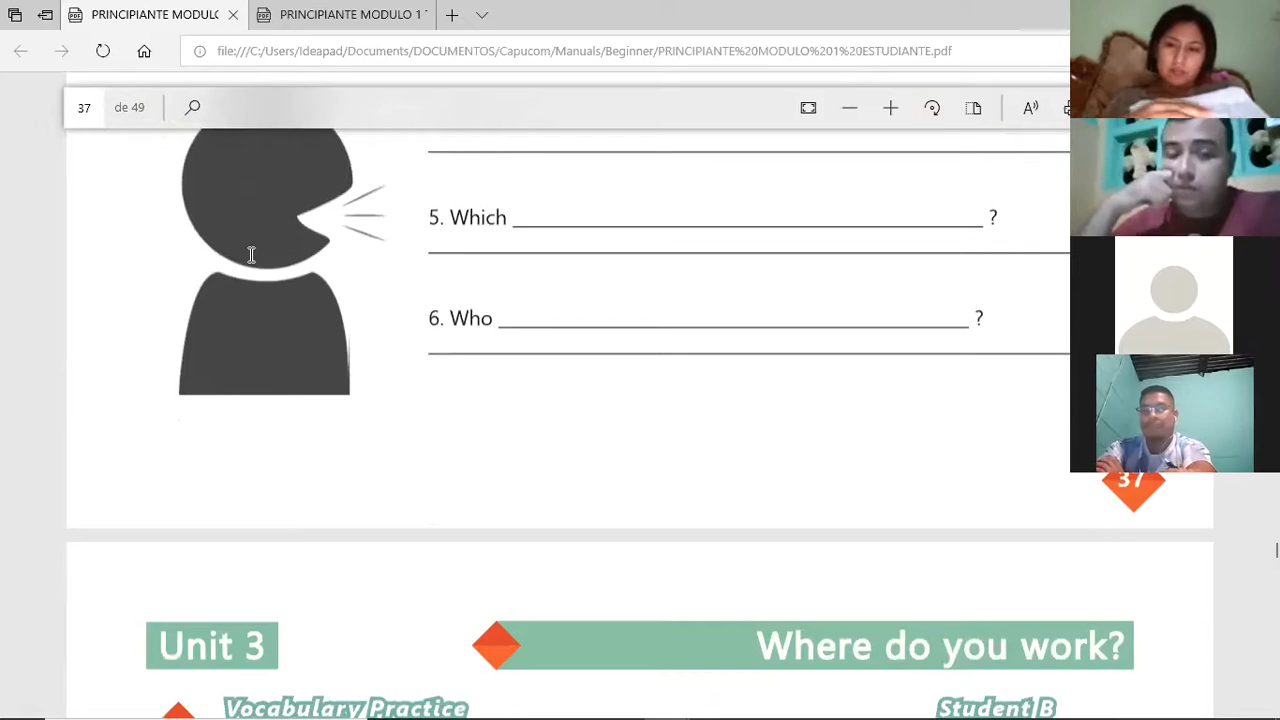 PRINCIPIANTE MODULO
PRINCIPIANTE MODULO 1
file:///C:/Users/Ideapad/Documents/DOCUMENTOS/Capucom/Manuals/Beginner/PRINCIPIANTE%20MODULO%201%20ESTUDIANTE.pdf
37 de 49
5. Which ?
6. Who ?
37
Unit 3
Where do you work?
Vocabulary Practice
Student B